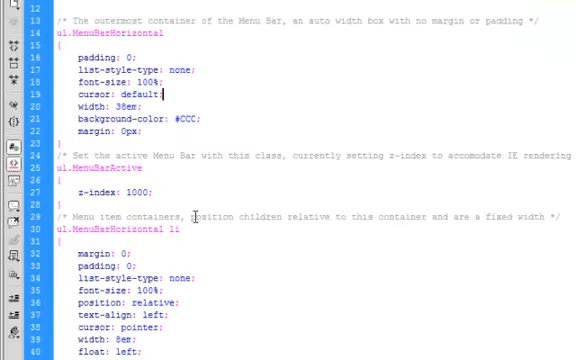 12
13 /* The outermost container of the Menu Bar, an auto width box with no margin or padding */
14 ul.MenuBarHorizontal
15 {
16 padding: 0;
17 list-style-type: none;
18 font-size: 100%;
19 cursor: default;
20 width: 38em;
21 background-color: #CCC;
22 margin: 0px;
23 }
24 /* Set the active Menu Bar with this class, currently setting z-index to accomodate IE rendering
25 ul.MenuBarActive
26 {
27 z-index: 1000;
28 }
29 /* Menu item containers, position children relative to this container and are a fixed width */
30 ul.MenuBarHorizontal li
31 {
32 margin: 0;
33 padding: 0;
34 list-style-type: none;
35 font-size: 100%;
36 position: relative;
37 text-align: left;
38 cursor: pointer;
39 width: 8em;
40 float: left;